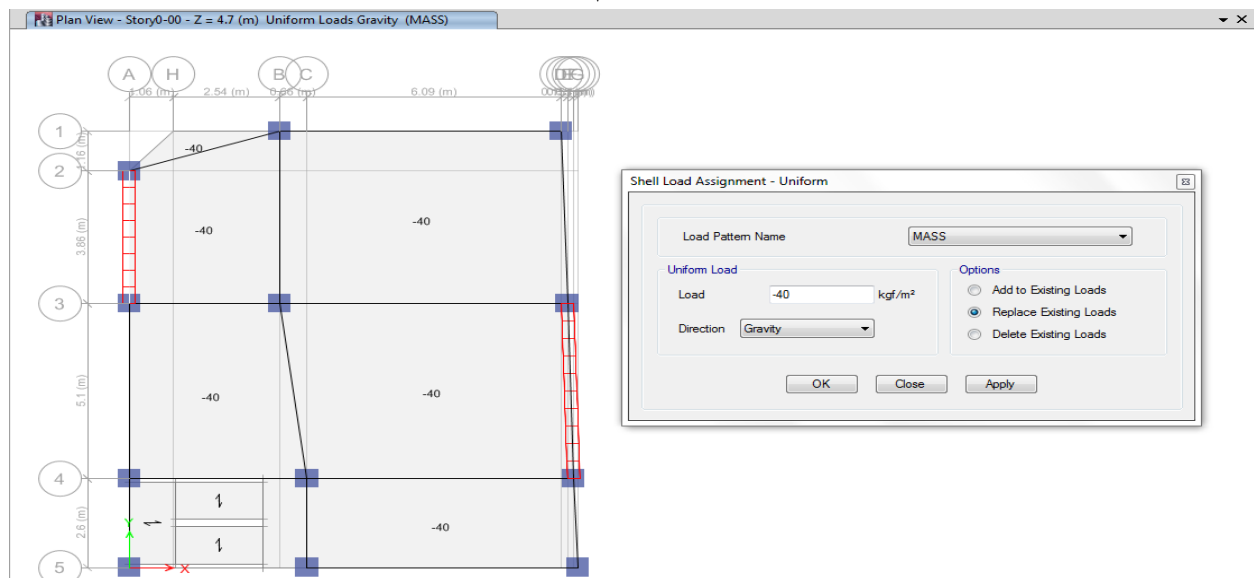 Plan View - Story0-00 - Z = 4.7 (m) Uniform Loads Gravity (MASS)
A
H
B
C
G
1.06 (m)
2.54 (m)
0.66 (m)
6.09 (m)
1
2
3
4
5
1.16 (m)
3.86 (m)
5.1 (m)
2.6 (m)
-40
-40
-40
-40
-40
-40
Y
X
Shell Load Assignment - Uniform
Load Pattern Name
MASS
Uniform Load
Load
-40
kgf/m²
Direction
Gravity
Options
Add to Existing Loads
Replace Existing Loads
Delete Existing Loads
OK
Close
Apply